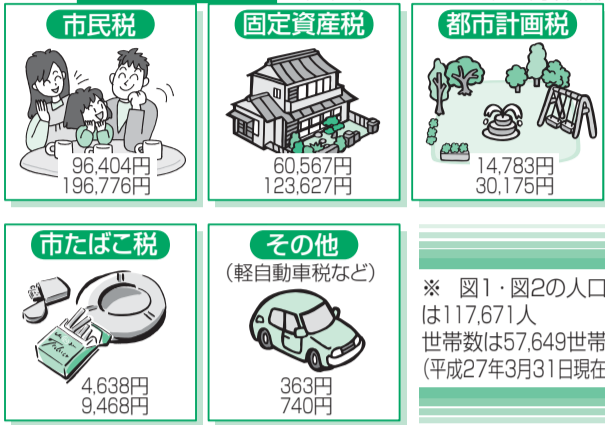 市民税
96,404円
196,776円
固定資産税
60,567円
123,627円
都市計画税
14,783円
30,175円
市たばこ税
4,638円
9,468円
その他
(軽自動車税など)
363円
740円
※ 図1・図2の人口
は117,671人
世帯数は57,649世帯
(平成27年3月31日現在